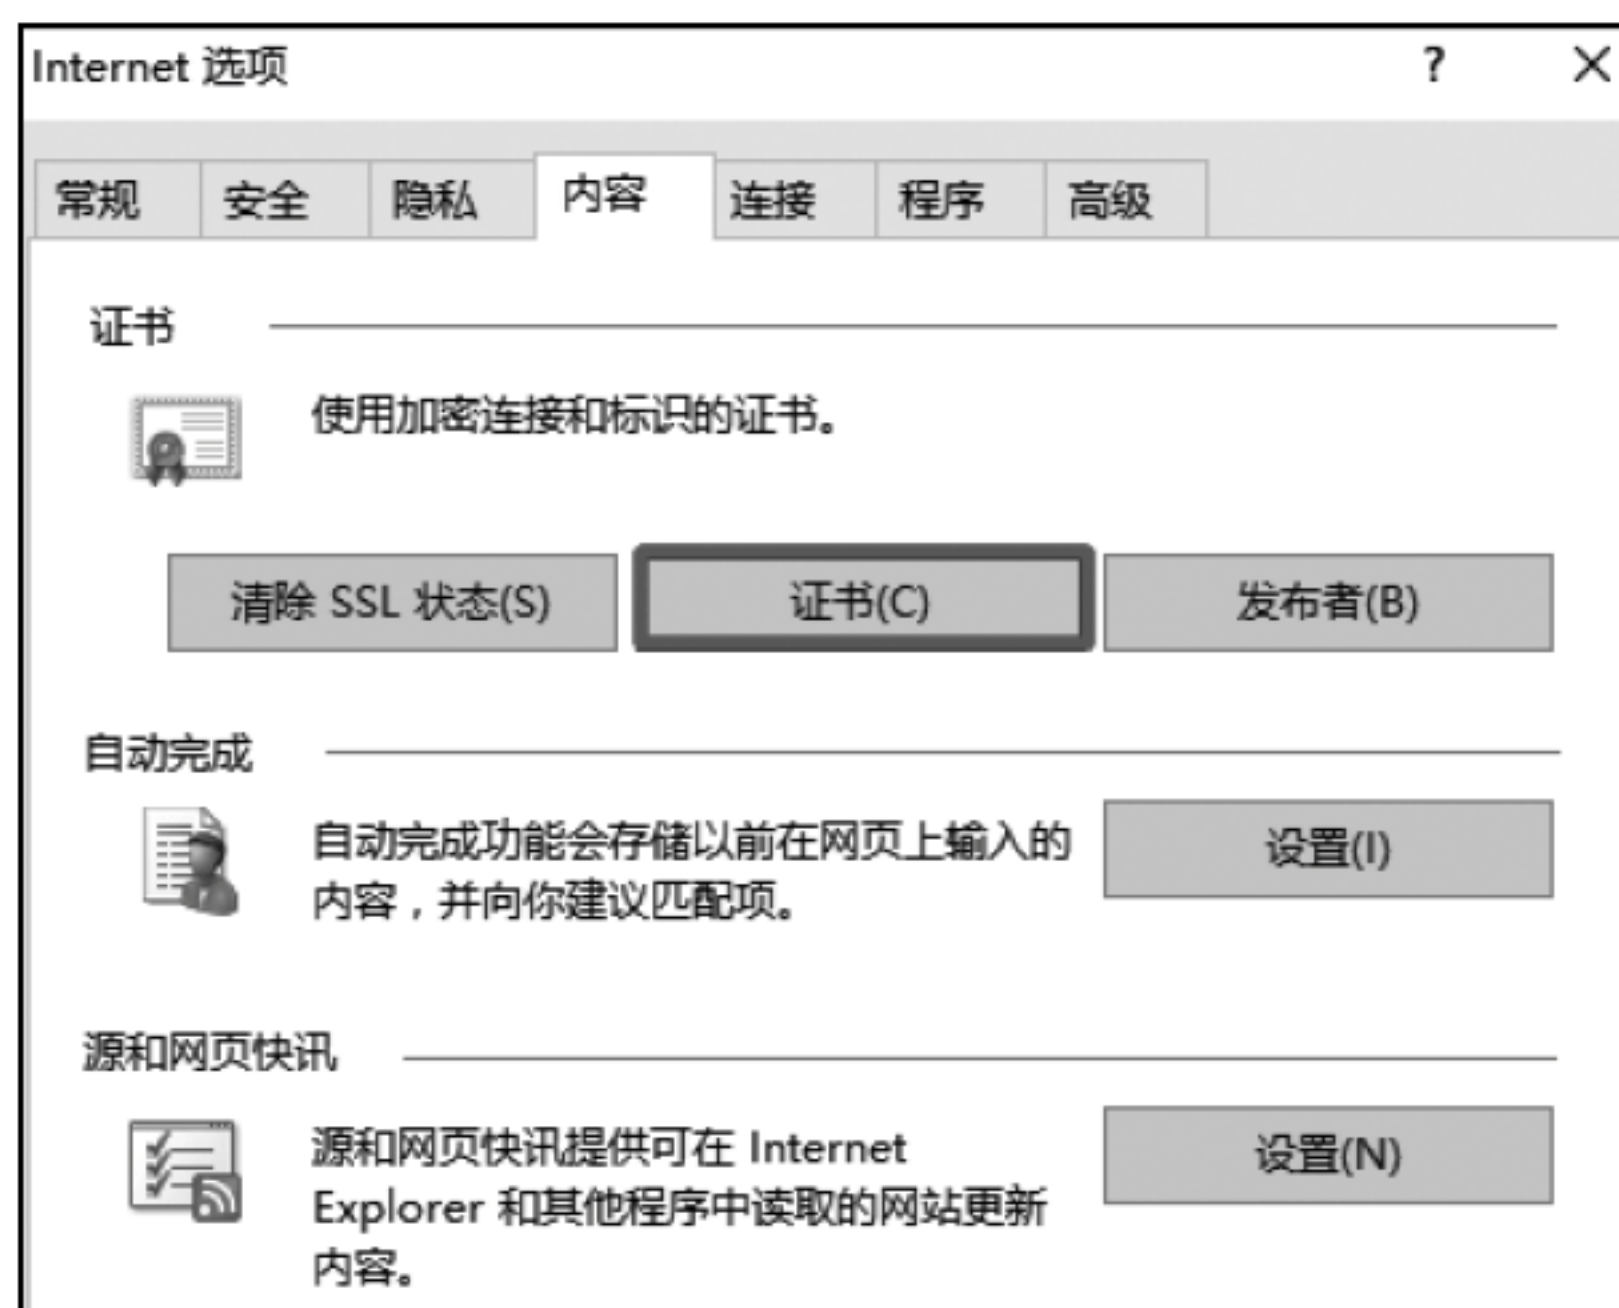 Internet 选项 ? ×
常规 安全 隐私 内容 连接 程序 高级
证书
使用加密连接和标识的证书。
清除 SSL 状态(S) 证书(C) 发布者(B)
自动完成
自动完成功能会存储以前在网页上输入的
内容，并向你建议匹配项。
设置(I)
源和网页快讯
源和网页快讯提供可在 Internet
Explorer 和其他程序中读取的网站更新
内容。
设置(N)